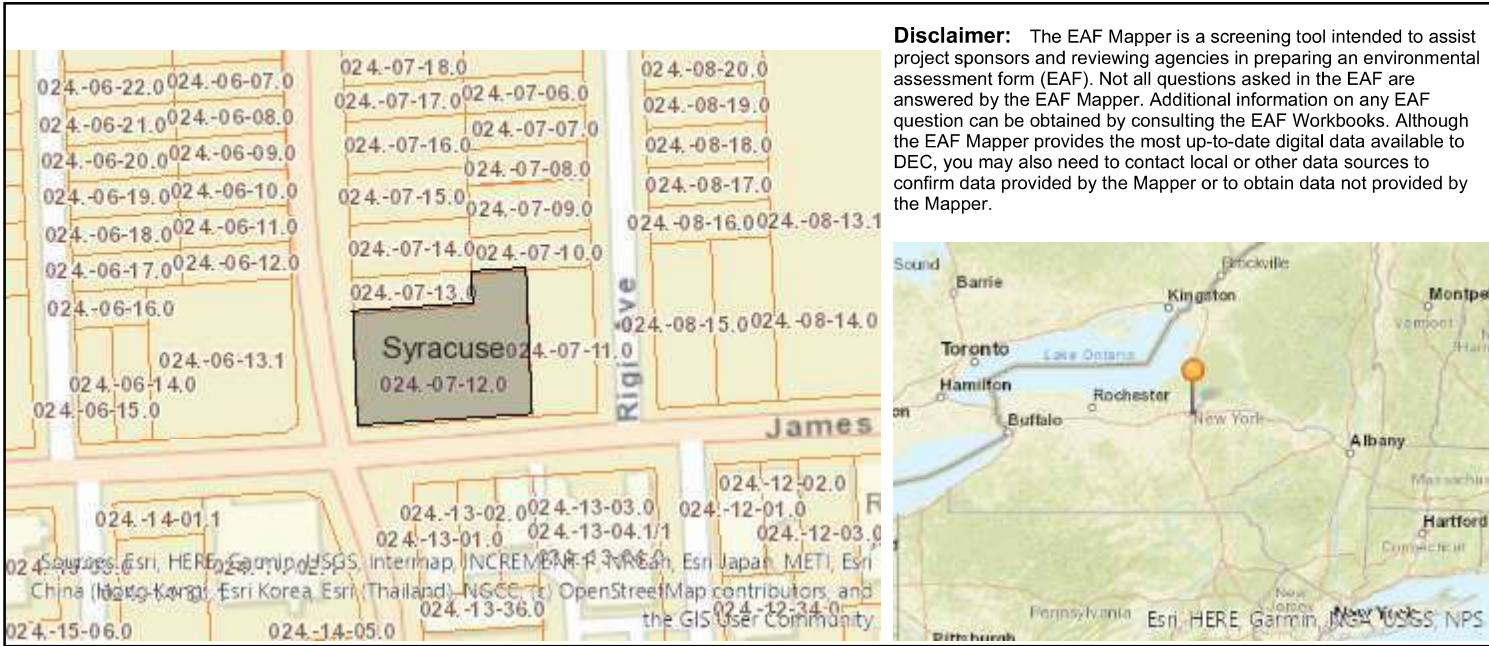 024.-07-18.0
024.-08-20.0
024.-06-22.0 024.-06-07.0
024.-07-17.0 024.-07-06.0
024.-08-19.0
024.-06-21.0 024.-06-08.0
024.-07-07.0
024.-07-16.0
024.-08-18.0
024.-06-20.0 024.-06-09.0
024.-07-08.0
024.-08-17.0
024.-06-19.0 024.-06-10.0
024.-07-15.0
024.-07-09.0
024.-08-16.0 024.-08-13.1
024.-06-18.0 024.-06-11.0
024.-07-14.0 024.-07-10.0
024.-06-17.0 024.-06-12.0
024.-07-13.0
024.-06-16.0
024.-08-15.0 024.-08-14.0
Syracuse 024.-07-11.0
Rigi Ave
024.-06-13.1
024.-06-14.0
024.-07-12.0
024.-06-15.0
James
024.-12-02.0
024.-14-01.1
024.-13-02.0 024.-13-03.0
024.-12-01.0
024.-13-01.0
024.-13-04.1/1
024.-12-03.0
R
Sources: Esri, HERE, Garmin, USGS, Intermap, INCREMENT P, NRCan, Esri Japan, METI, Esri
China (Hong Kong), Esri Korea, Esri (Thailand), NGCC, (c) OpenStreetMap contributors, and
the GIS User Community
024.-13-36.0
024.-12-34.0
024.-15-06.0
024.-14-05.0
Disclaimer: The EAF Mapper is a screening tool intended to assist
project sponsors and reviewing agencies in preparing an environmental
assessment form (EAF). Not all questions asked in the EAF are
answered by the EAF Mapper. Additional information on any EAF
question can be obtained by consulting the EAF Workbooks. Although
the EAF Mapper provides the most up-to-date digital data available to
DEC, you may also need to contact local or other data sources to
confirm data provided by the Mapper or to obtain data not provided by
the Mapper.
Sound
Brockville
Barrie
Kingston
Montpe
Vermont
Toronto
Lake Ontario
Hamilton
Rochester
on
Buffalo
New York
Albany
Massachus
Hartford
Connecticut
Pennsylvania
New York
Esri, HERE, Garmin, NGA, USGS, NPS
Pittsburgh